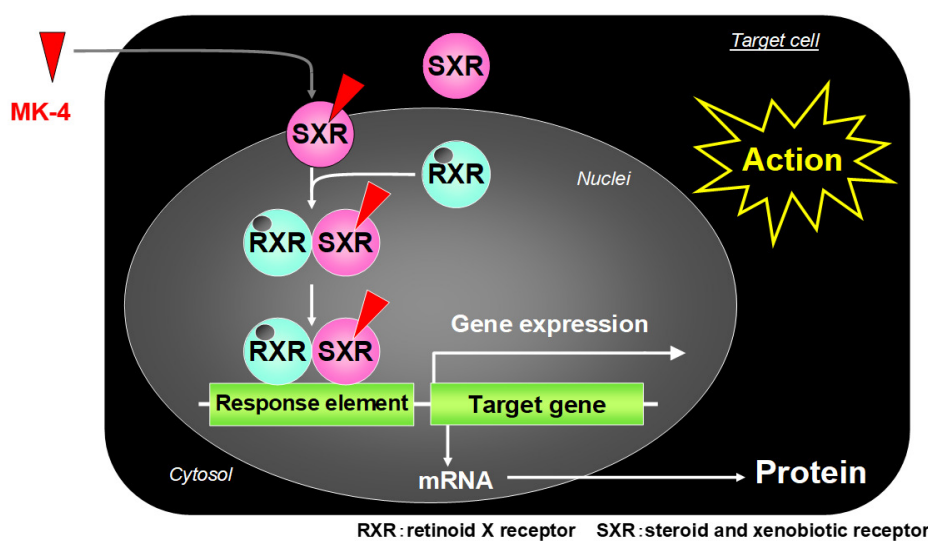 Target cell
SXR
MK-4
SXR
Action
RXR
Nuclei
RXR SXR
Gene expression
RXR SXR
Response element
Target gene
Cytosol
mRNA
Protein
RXR:retinoid X receptor SXR:steroid and xenobiotic receptor